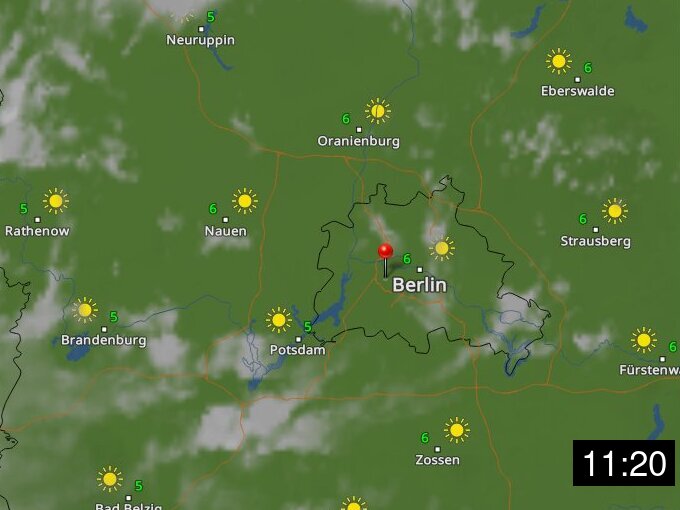 5
Neuruppin
6
Eberswalde
6
Oranienburg
5
Rathenow
6
Nauen
6
Strausberg
6
Berlin
5
Brandenburg
5
Potsdam
6
Fürstenwa
6
Zossen
11:20
5
Bad Belzig